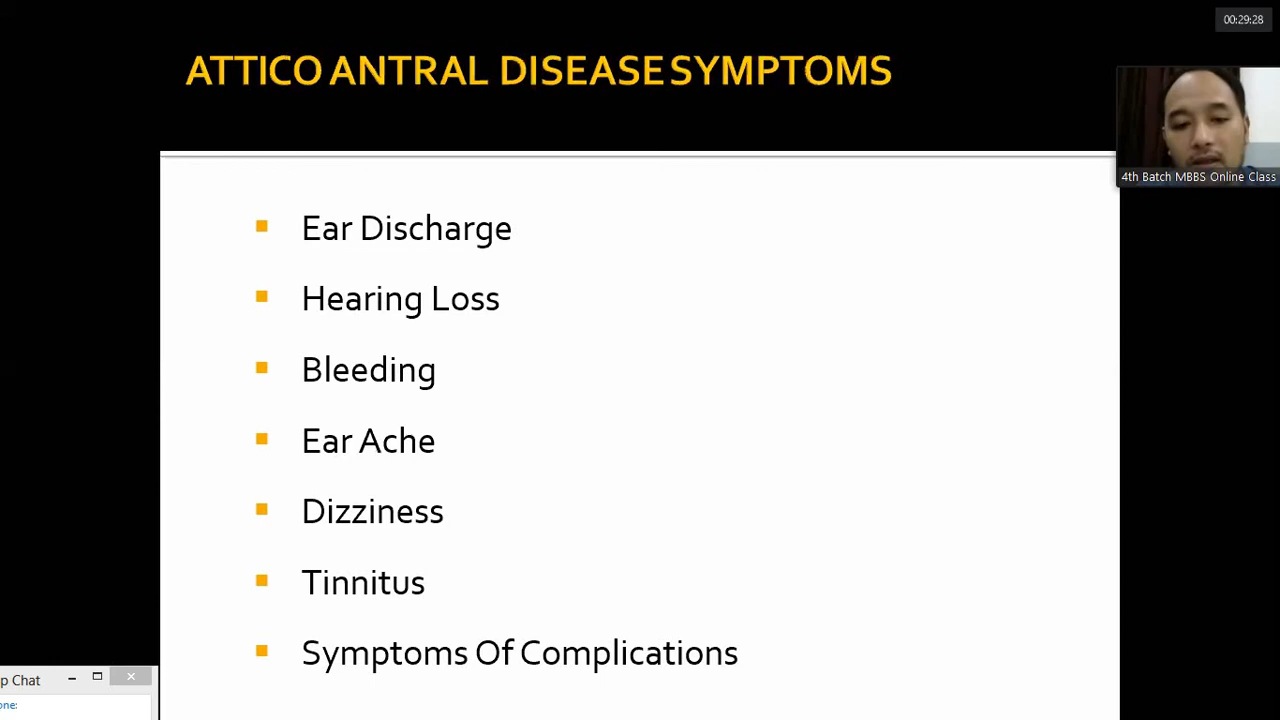 00:29:28
ATTICO ANTRAL DISEASE SYMPTOMS
4th Batch MBBS Online Class
Ear Discharge
Hearing Loss
Bleeding
Ear Ache
Dizziness
Tinnitus
Symptoms Of Complications
p Chat
one: